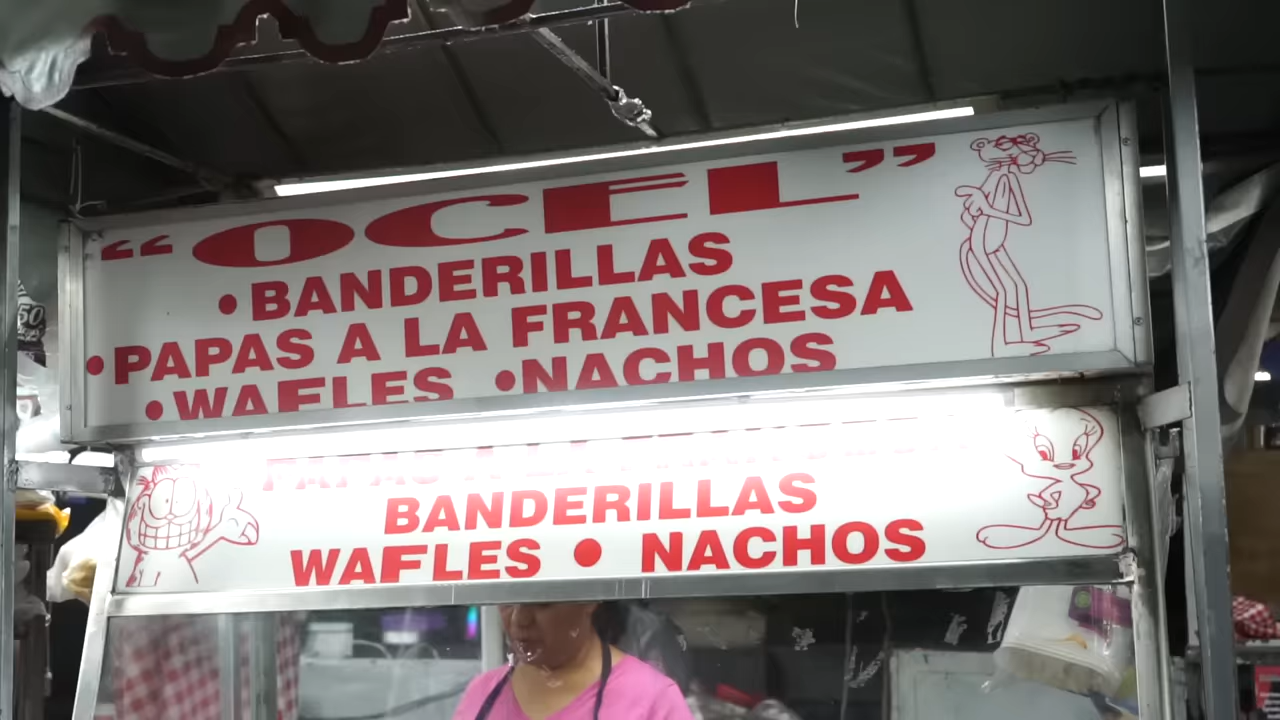 “OCEL”
•BANDERILLAS
•PAPAS A LA FRANCESA
•WAFLES •NACHOS
BANDERILLAS
WAFLES • NACHOS